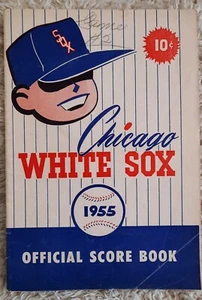 SOX
10¢
Chicago
WHITE SOX
1955
OFFICIAL SCORE BOOK